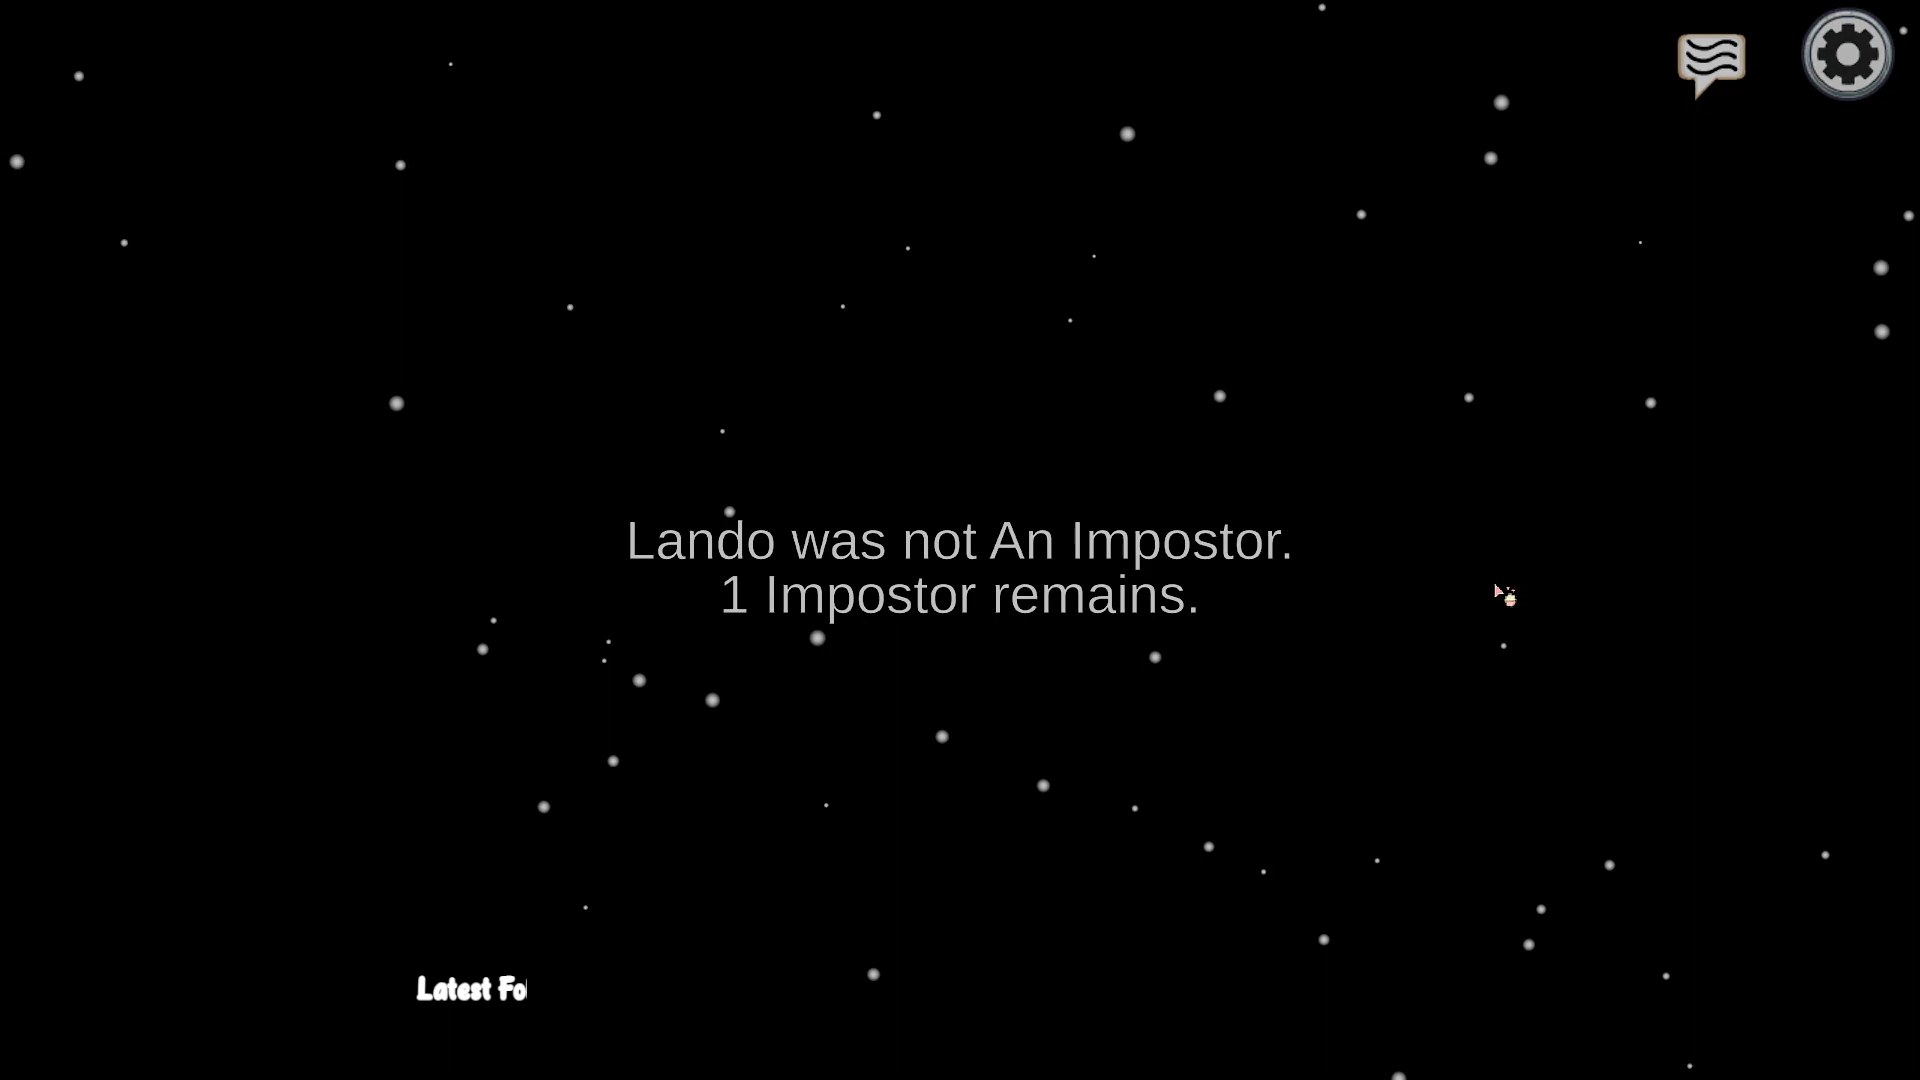 Lando was not An Impostor.
1 Impostor remains.
Latest